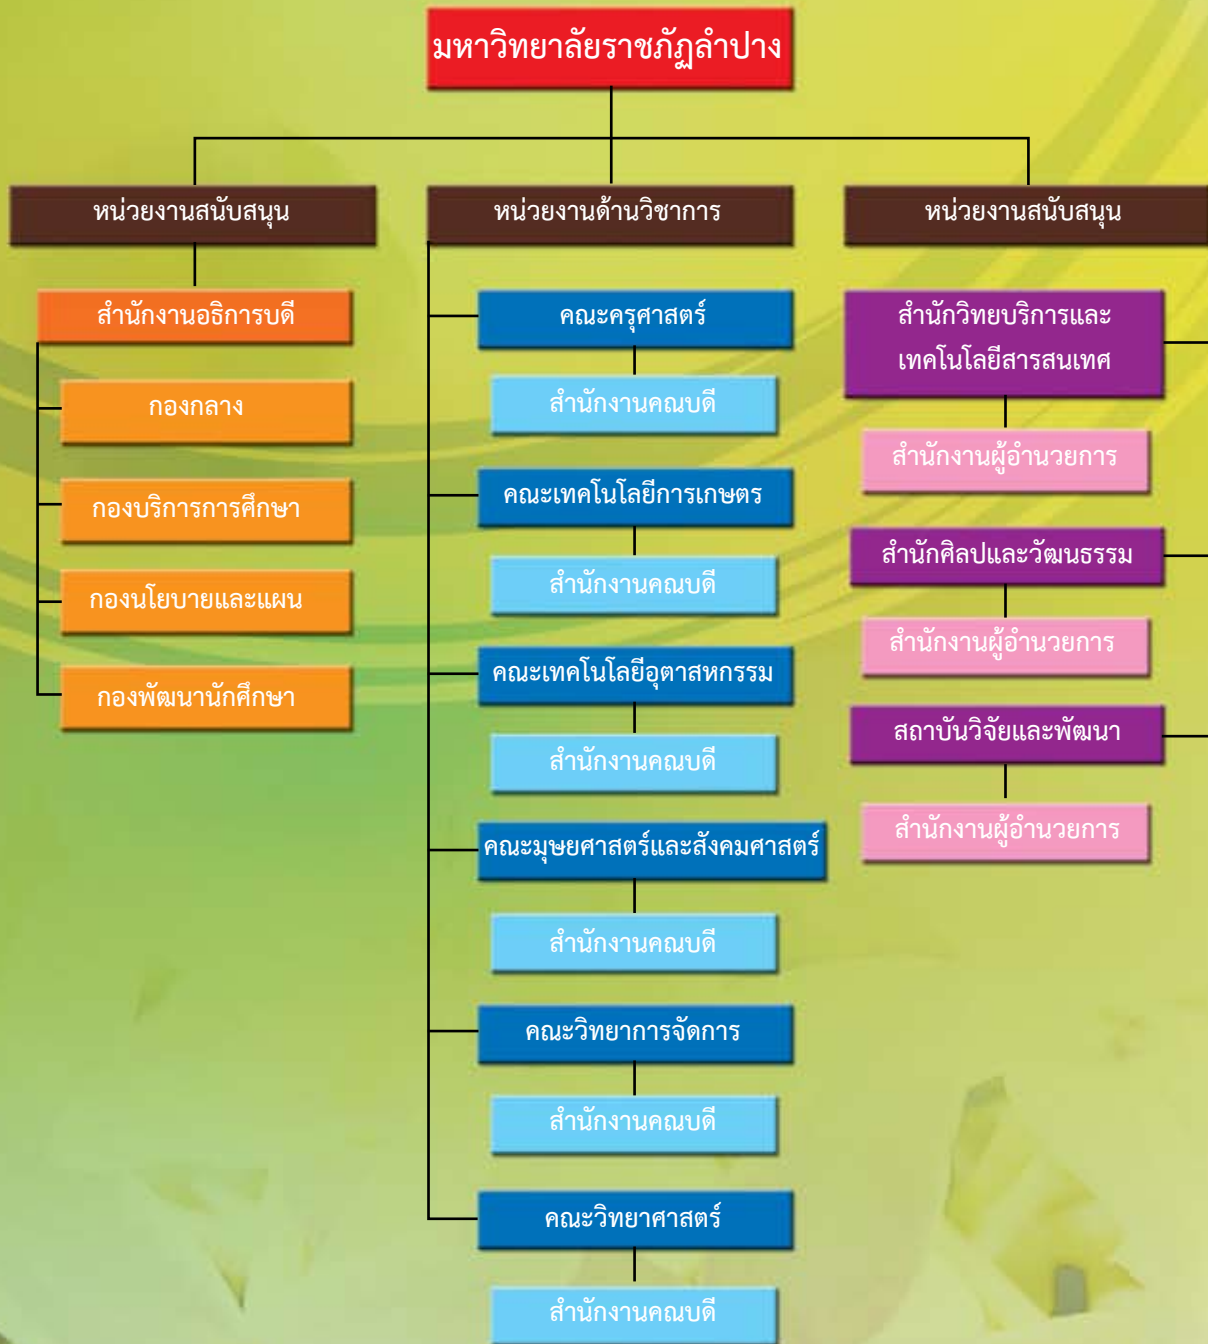 มหาวิทยาลัยราชภัฏลำปาง
หน่วยงานสนับสนุน
สำนักงานอธิการบดี
กองกลาง
กองบริการการศึกษา
กองนโยบายและแผน
กองพัฒนานักศึกษา
หน่วยงานด้านวิชาการ
คณะครุศาสตร์
สำนักงานคณบดี
คณะเทคโนโลยีการเกษตร
สำนักงานคณบดี
คณะเทคโนโลยีอุตาสหกรรม
สำนักงานคณบดี
คณะมุษยศาสตร์และสังคมศาสตร์
สำนักงานคณบดี
คณะวิทยาการจัดการ
สำนักงานคณบดี
คณะวิทยาศาสตร์
สำนักงานคณบดี
หน่วยงานสนับสนุน
สำนักวิทยบริการและ
เทคโนโลยีสารสนเทศ
สำนักงานผู้อำนวยการ
สำนักศิลปและวัฒนธรรม
สำนักงานผู้อำนวยการ
สถาบันวิจัยและพัฒนา
สำนักงานผู้อำนวยการ